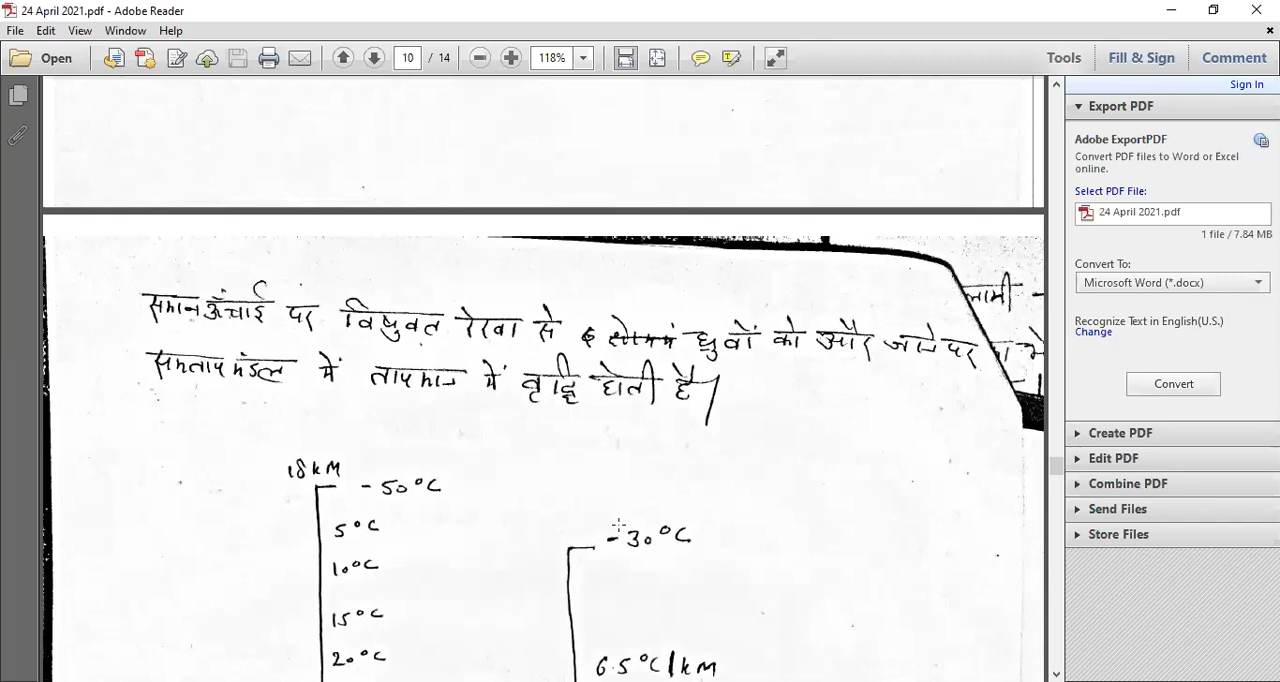 24 April 2021.pdf - Adobe Reader
File Edit View Window Help
Open 10 / 14 118% Tools Fill & Sign Comment
Sign In
Export PDF
Adobe ExportPDF
Convert PDF files to Word or Excel
online.
Select PDF File:
24 April 2021.pdf
1 file / 7.84 MB
Convert To:
Microsoft Word (*.docx)
Recognize Text in English(U.S.)
Change
Convert
Create PDF
Edit PDF
Combine PDF
Send Files
Store Files
समान ऊँचाई पर विषुवत रेखा से ध्रुवों की और जाने पर
समताप मंडल में तापमान में वृद्धि होती है।
18 kM
- 50°C
5°C
-30°C
10°C
15°C
20°C
6.5°C/kM